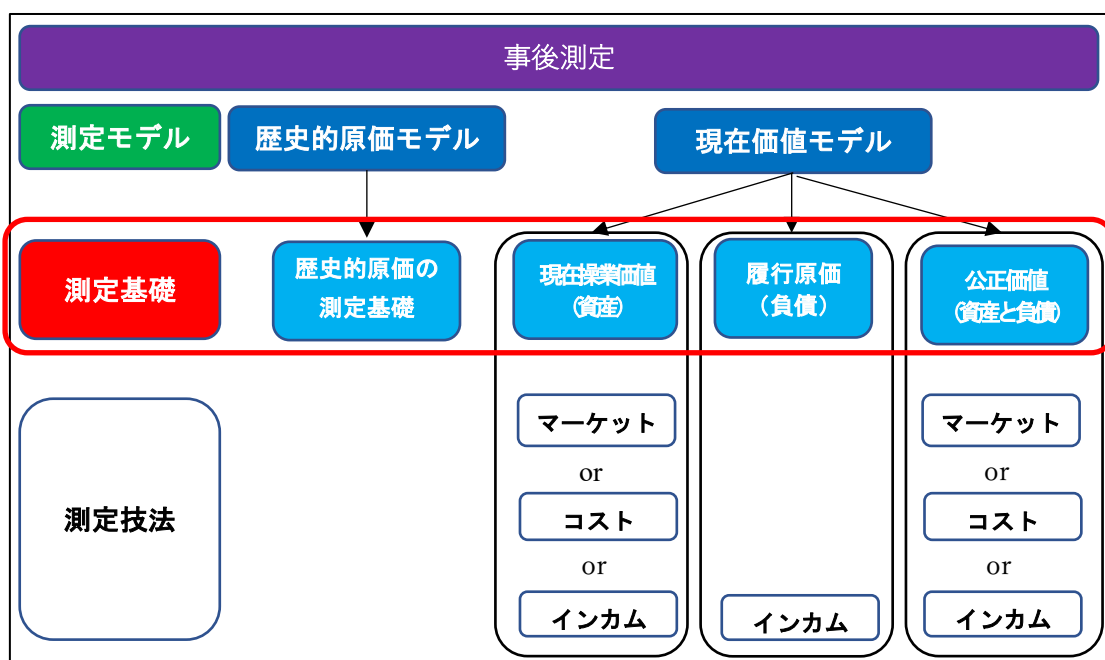 事後測定
測定モデル
歴史的原価モデル
現在価値モデル
測定基礎
歴史的原価の
測定基礎
現在操業価値
(資産)
履行原価
（負債）
公正価値
(資産と負債)
測定技法
マーケット
or
コスト
or
インカム
インカム
マーケット
or
コスト
or
インカム